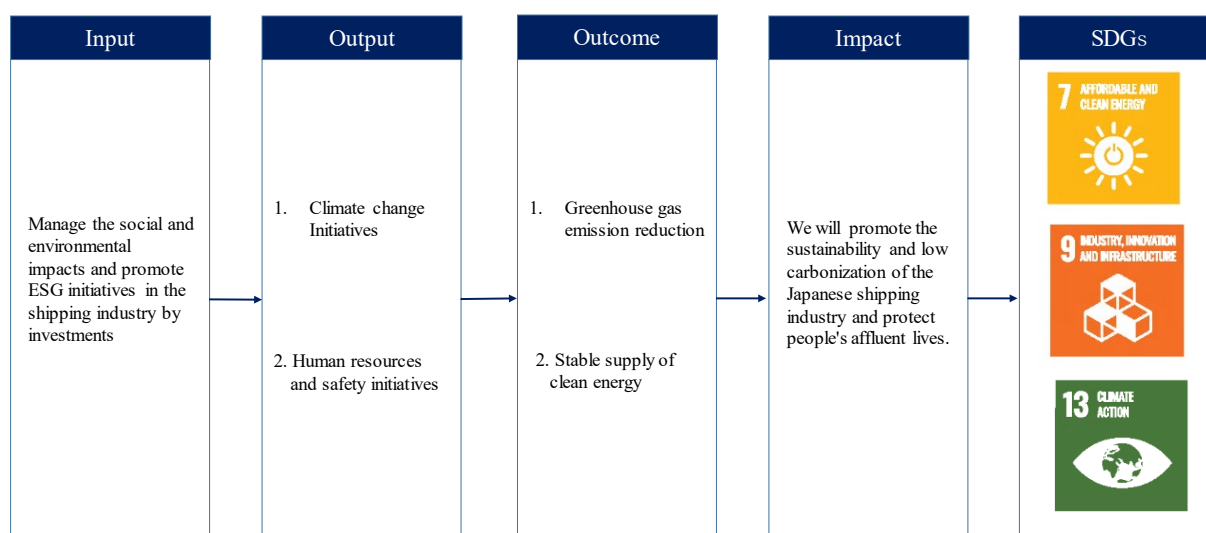 Input
Manage the social and
environmental
impacts and promote
ESG initiatives in the
shipping industry by
investments
Output
1. Climate change
Initiatives
2. Human resources
and safety initiatives
Outcome
1. Greenhouse gas
emission reduction
2. Stable supply of
clean energy
Impact
We will promote the
sustainability and low
carbonization of the
Japanese shipping
industry and protect
people's affluent lives.
SDGs
7 AFFORDABLE AND
CLEAN ENERGY
9 INDUSTRY, INNOVATION
AND INFRASTRUCTURE
13 CLIMATE
ACTION